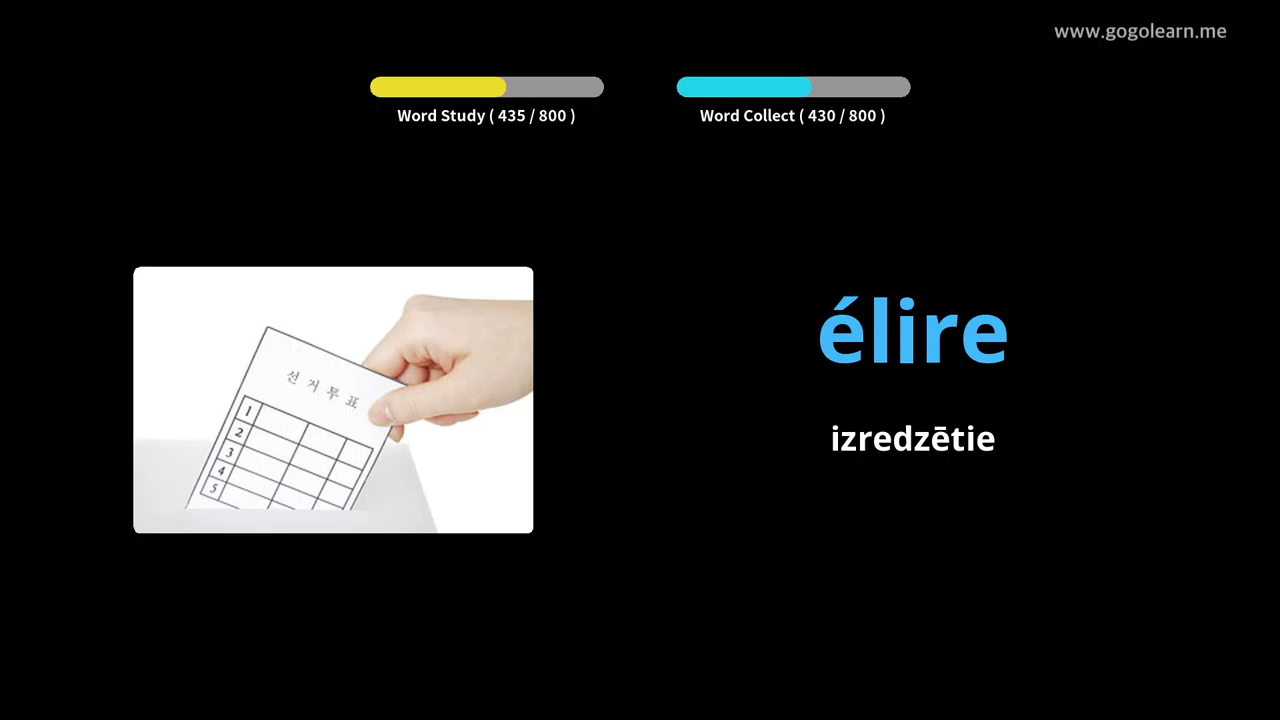 www.gogolearn.me
Word Study ( 435 / 800 )
Word Collect ( 430 / 800 )
선거투표
1
2
3
4
5
élire
izredzētie